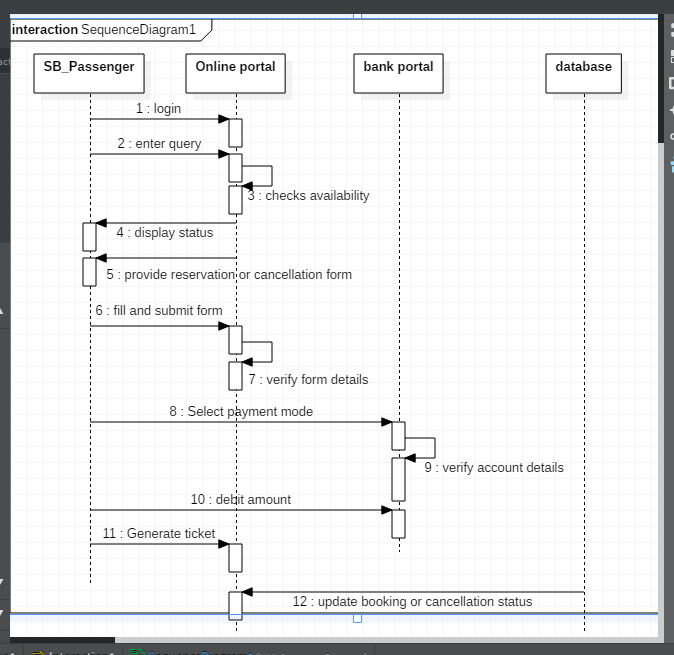 interaction SequenceDiagram1
SB_Passenger
Online portal
bank portal
database
1 : login
2 : enter query
3 : checks availability
4 : display status
5 : provide reservation or cancellation form
6 : fill and submit form
7 : verify form details
8 : Select payment mode
9 : verify account details
10 : debit amount
11 : Generate ticket
12 : update booking or cancellation status